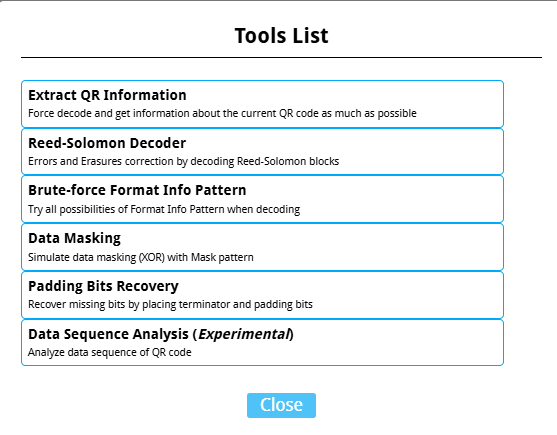 Tools List
Extract QR Information
Force decode and get information about the current QR code as much as possible
Reed-Solomon Decoder
Errors and Erasures correction by decoding Reed-Solomon blocks
Brute-force Format Info Pattern
Try all possibilities of Format Info Pattern when decoding
Data Masking
Simulate data masking (XOR) with Mask pattern
Padding Bits Recovery
Recover missing bits by placing terminator and padding bits
Data Sequence Analysis (Experimental)
Analyze data sequence of QR code
Close